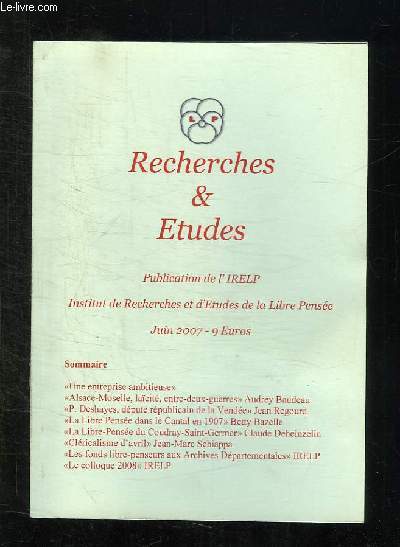 Le-livre.com
L P
Recherches
&
Etudes
Publication de l'IRELP
Institut de Recherches et d'Etudes de la Libre Pensée
Juin 2007 - 9 Euros
Sommaire
«Une entreprise ambitieuse»
«Alsace-Moselle, laïcité, entre-deux-guerres» Audrey Boudeau
«P. Deshayes, député républicain de la Vendée» Jean Regourd
«La Libre Pensée dans le Cantal en 1907» Betty Bazelle
«La Libre-Pensée du Coudray-Saint-Germer» Claude
«Cléricalisme d'avril» Jean-Marc Schiappa
«Les fonds libre-penseurs aux Archives Départementales» IRELP
«Le colloque 2008» IRELP